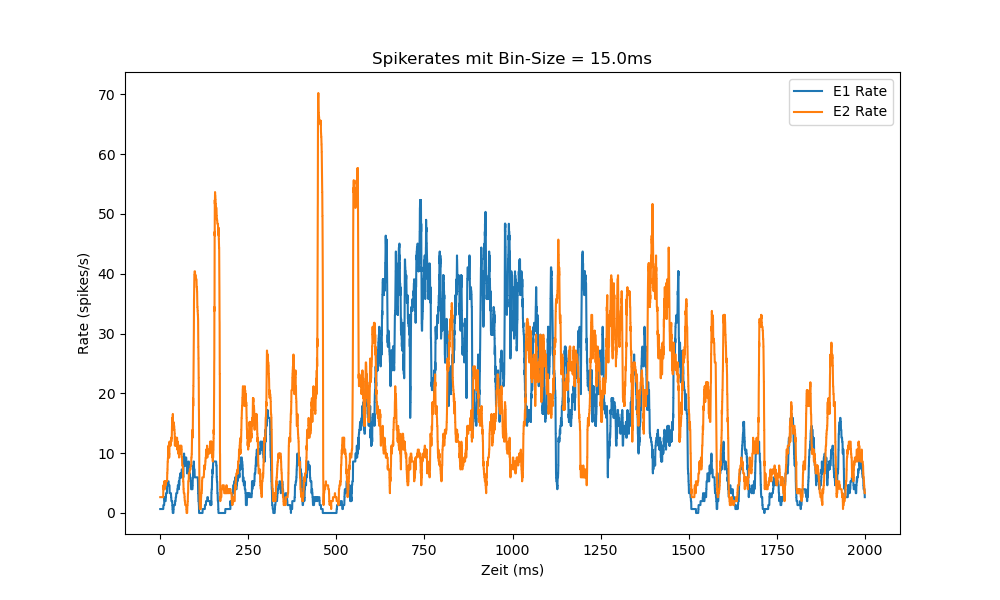 Spikerates mit Bin-Size = 15.0ms
E1 Rate
E2 Rate
70
60
50
40
30
20
10
0
Rate (spikes/s)
0 250 500 750 1000 1250 1500 1750 2000
Zeit (ms)